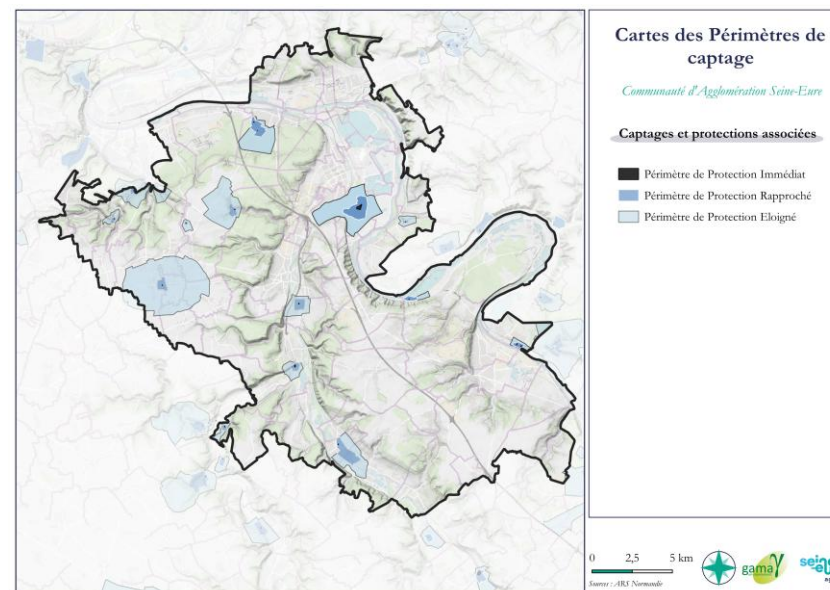 Cartes des Périmètres de
captage
Communauté d'Agglomération Seine-Eure
Captages et protections associées
Périmètre de Protection Immédiat
Périmètre de Protection Rapproché
Périmètre de Protection Eloigné
0 2,5 5 km
Sources : ARS Normandie
gama